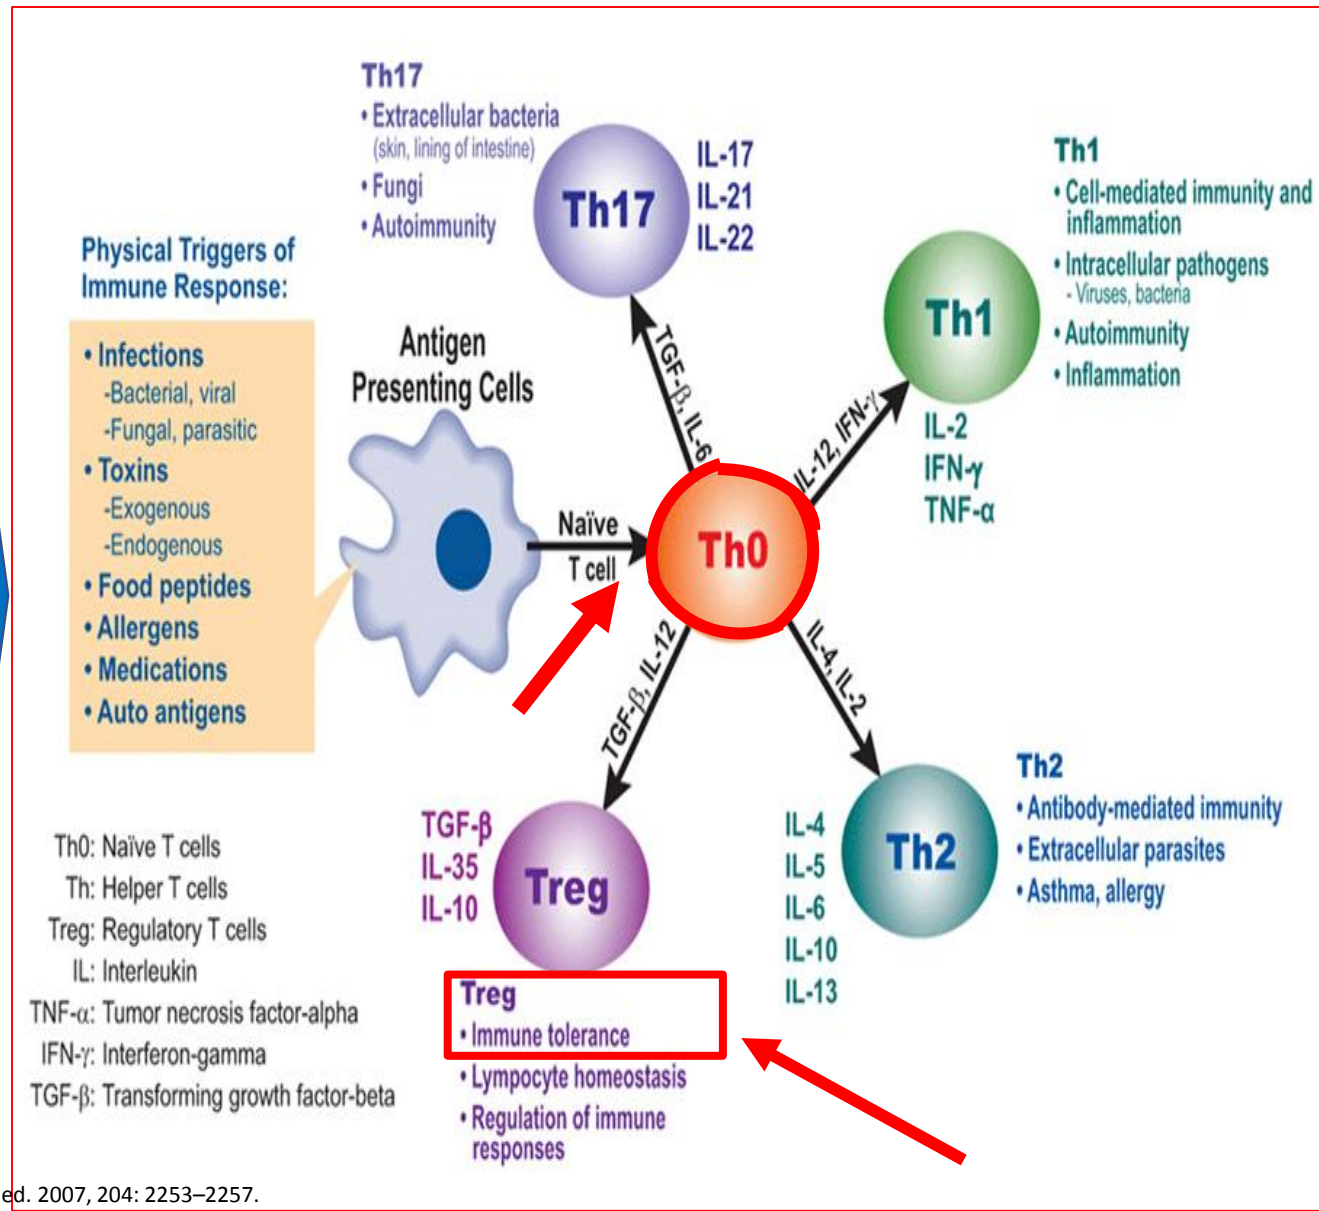 Th17
• Extracellular bacteria
(skin, lining of intestine)
• Fungi
• Autoimmunity
Th17
IL-17
IL-21
IL-22
Th1
• Cell-mediated immunity and
inflammation
• Intracellular pathogens
- Viruses, bacteria
• Autoimmunity
• Inflammation
Th1
IL-2
IFN-γ
TNF-α
Physical Triggers of
Immune Response:
• Infections
-Bacterial, viral
-Fungal, parasitic
• Toxins
-Exogenous
-Endogenous
• Food peptides
• Allergens
• Medications
• Auto antigens
Antigen
Presenting Cells
Naïve
T cell
Th0
TGF-β, IL-6
IL-12, IFN-γ
TGF-β, IL-12
IL-4, IL-2
Th0: Naïve T cells
Th: Helper T cells
Treg: Regulatory T cells
IL: Interleukin
TNF-α: Tumor necrosis factor-alpha
IFN-γ: Interferon-gamma
TGF-β: Transforming growth factor-beta
TGF-β
IL-35
IL-10
Treg
Treg
• Immune tolerance
• Lympocyte homeostasis
• Regulation of immune
responses
IL-4
IL-5
IL-6
IL-10
IL-13
Th2
Th2
• Antibody-mediated immunity
• Extracellular parasites
• Asthma, allergy
ed. 2007, 204: 2253–2257.